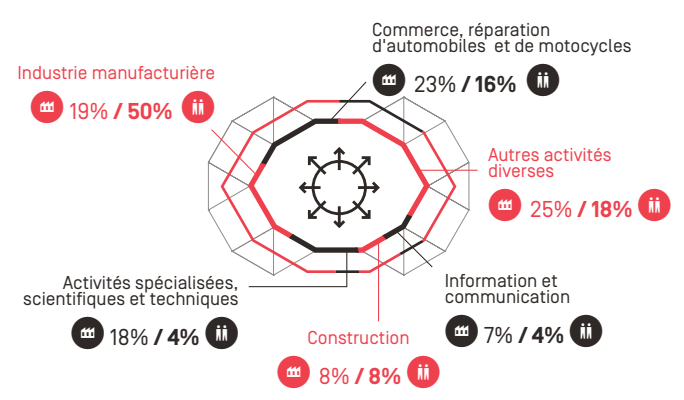 Commerce, réparation
d'automobiles et de motocycles
23% / 16%
Industrie manufacturière
19% / 50%
Autres activités
diverses
25% / 18%
Activités spécialisées,
scientifiques et techniques
18% / 4%
Information et
communication
7% / 4%
Construction
8% / 8%